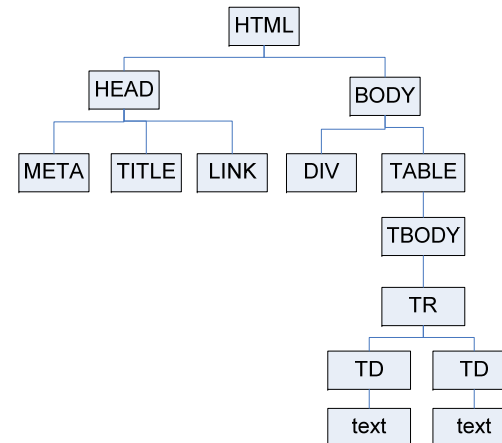 HTML
HEAD
BODY
META
TITLE
LINK
DIV
TABLE
TBODY
TR
TD
TD
text
text